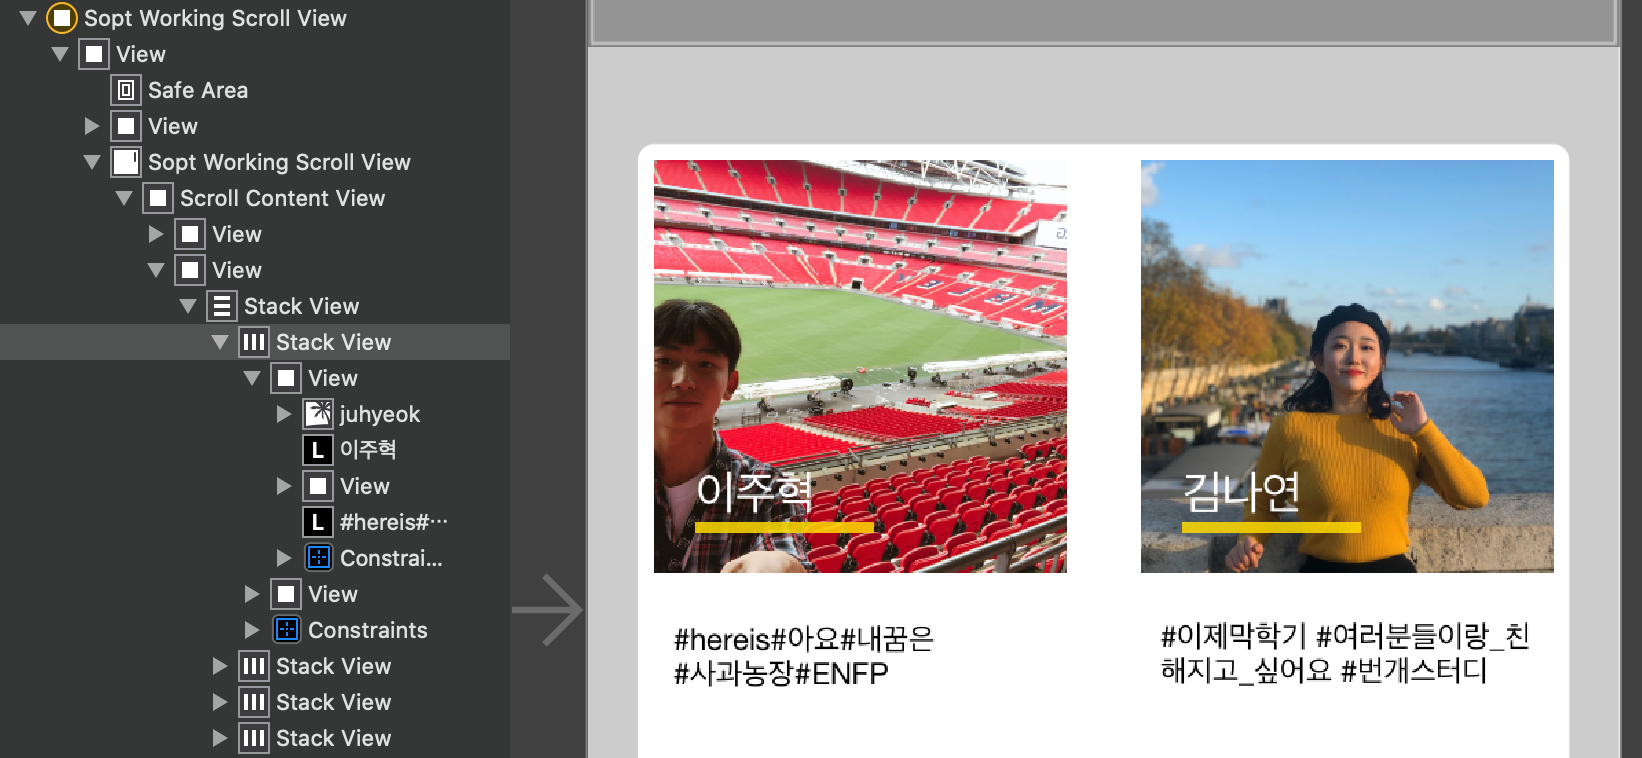 Sopt Working Scroll View
View
Safe Area
View
Sopt Working Scroll View
Scroll Content View
View
View
Stack View
Stack View
View
juhyeok
L 이주혁
View
L #hereis#···
Constrai...
View
Constraints
Stack View
Stack View
Stack View
이주혁
#hereis#아요#내꿈은
#사과농장#ENFP
김나연
#이제막학기 #여러분들이랑_친
해지고_싶어요 #번개스터디